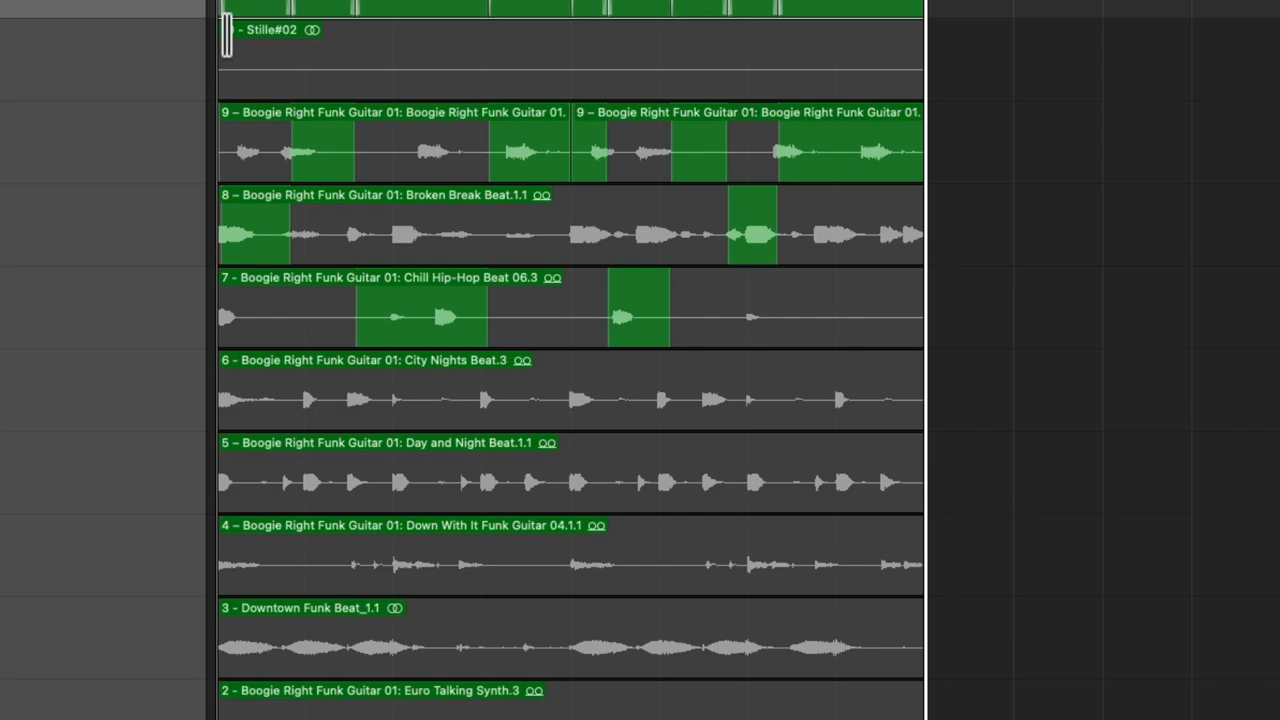 - Stille#02
9 – Boogie Right Funk Guitar 01: Boogie Right Funk Guitar 01.
9 – Boogie Right Funk Guitar 01: Boogie Right Funk Guitar 01.
8 – Boogie Right Funk Guitar 01: Broken Break Beat.1.1
7 - Boogie Right Funk Guitar 01: Chill Hip-Hop Beat 06.3
6 - Boogie Right Funk Guitar 01: City Nights Beat.3
5 – Boogie Right Funk Guitar 01: Day and Night Beat.1.1
4 – Boogie Right Funk Guitar 01: Down With It Funk Guitar 04.1.1
3 - Downtown Funk Beat_1.1
2 - Boogie Right Funk Guitar 01: Euro Talking Synth.3